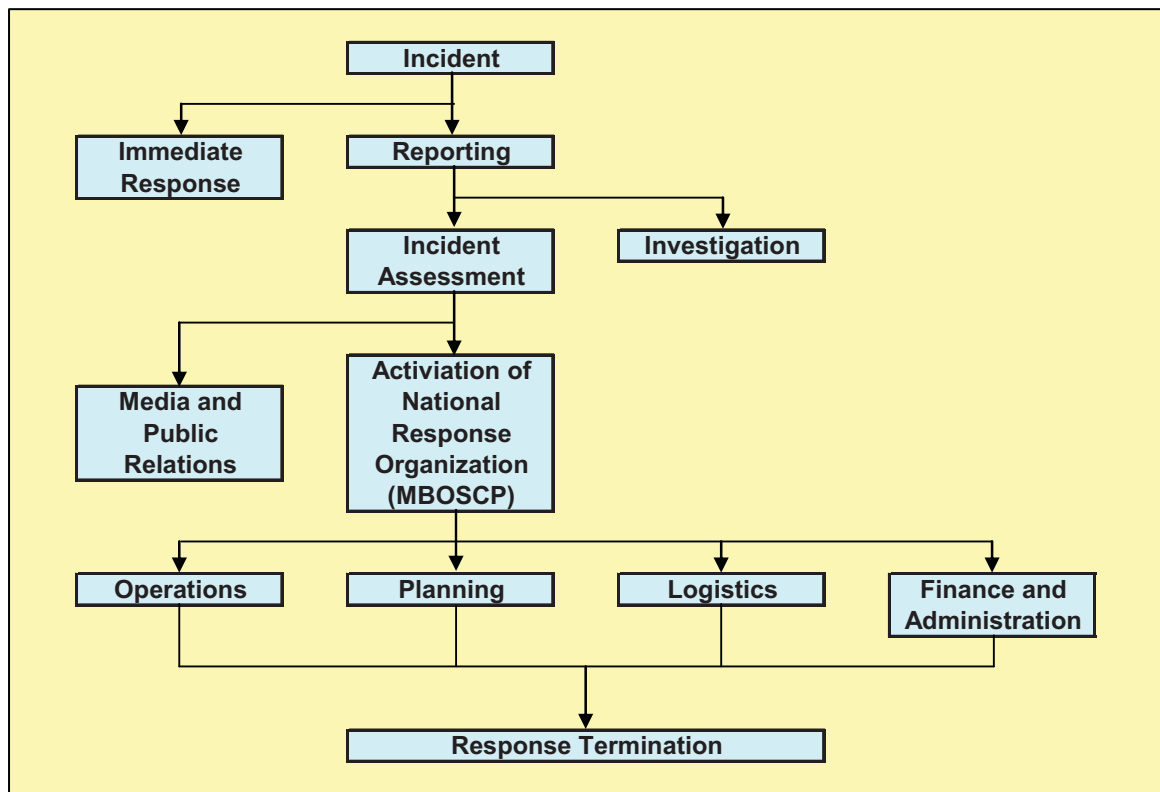 Incident
Immediate
Response
Reporting
Incident
Assessment
Investigation
Media and
Public
Relations
Activiation of
National
Response
Organization
(MBOSCP)
Operations
Planning
Logistics
Finance and
Administration
Response Termination